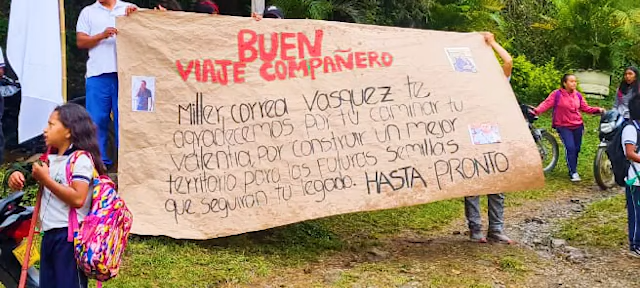 BUEN
VIAJE COMPAÑERO
Miller correa Vasquez te
agradecemos por tu caminar tu
valentia, por construir un mejor
territorio para las futuras semillas
que seguiran tu legado. HASTA PRONTO